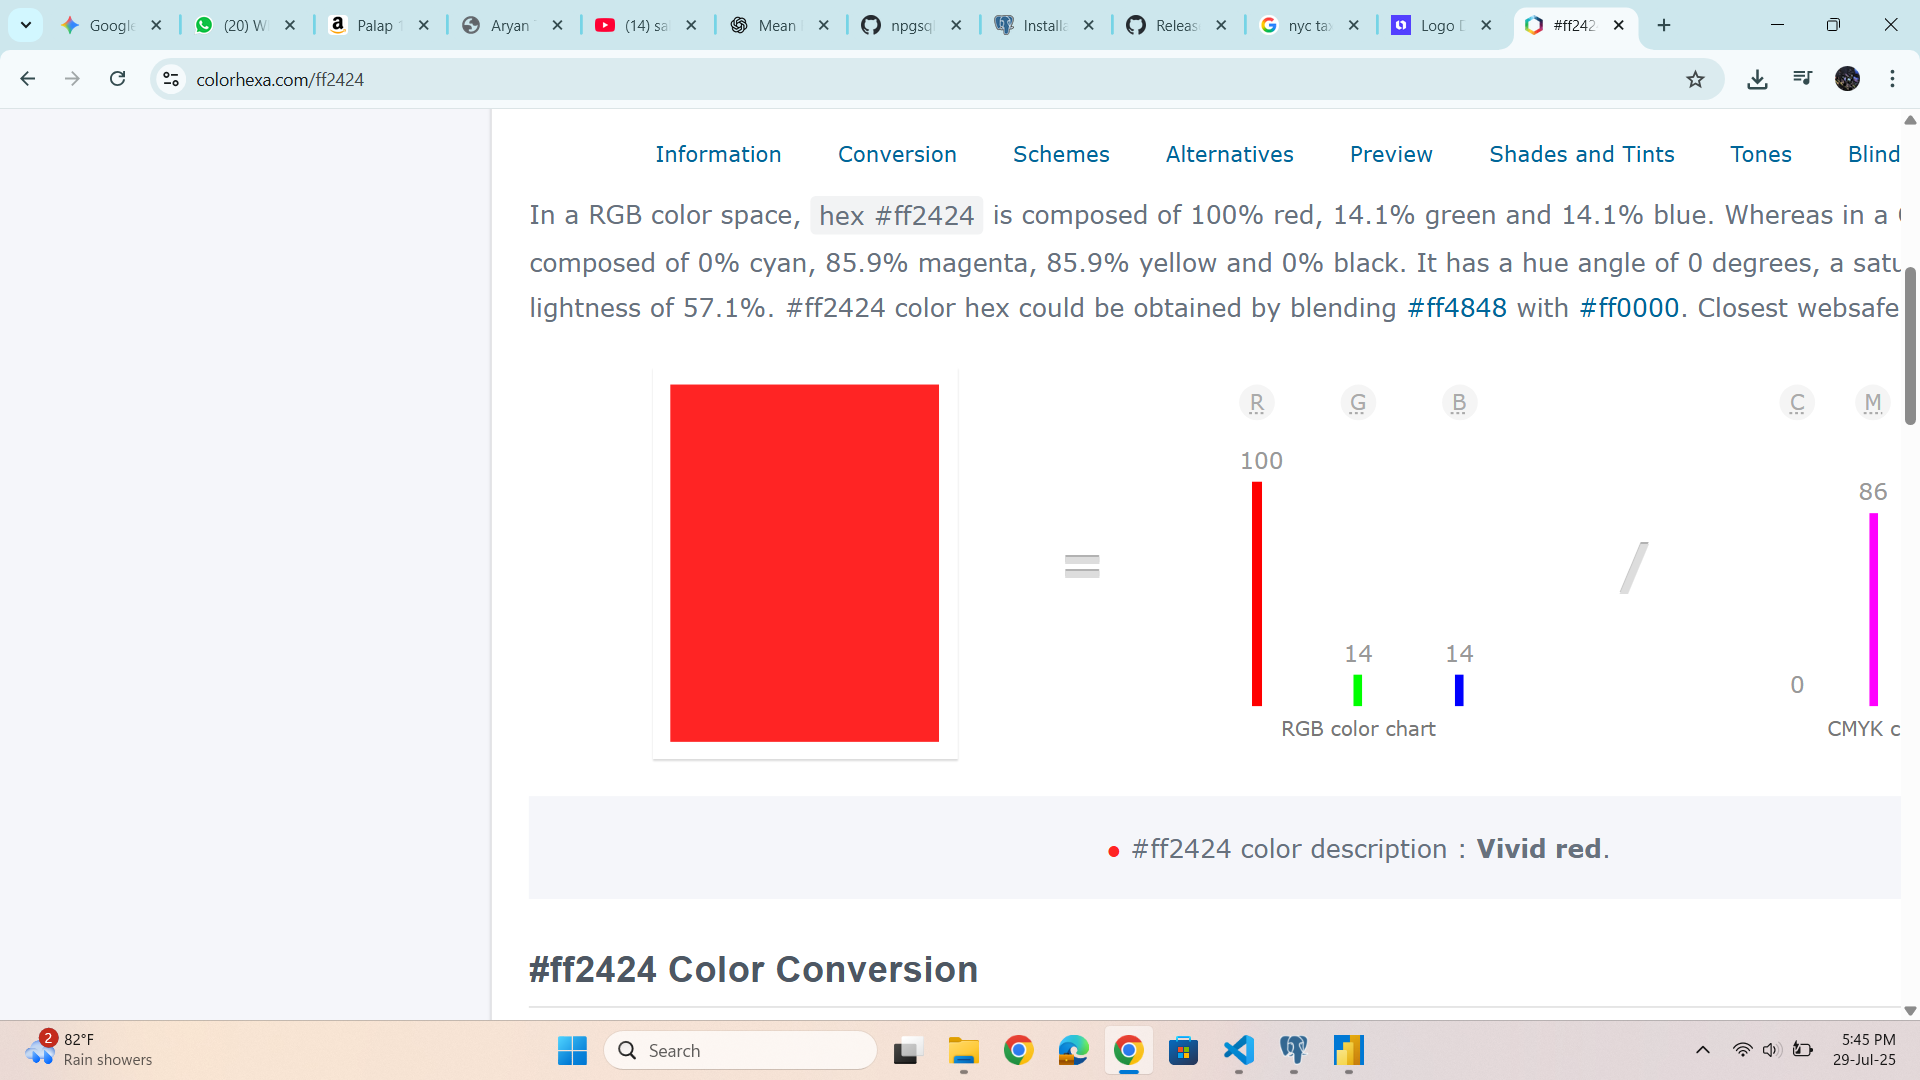 Google
(20) W
Palap
Aryan
(14) sa
Mean
npgsq
Installa
Release
nyc tax
Logo D
#ff242
colorhexa.com/ff2424
Information Conversion Schemes Alternatives Preview Shades and Tints Tones Blind
In a RGB color space, hex #ff2424 is composed of 100% red, 14.1% green and 14.1% blue. Whereas in a
composed of 0% cyan, 85.9% magenta, 85.9% yellow and 0% black. It has a hue angle of 0 degrees, a satu
lightness of 57.1%. #ff2424 color hex could be obtained by blending #ff4848 with #ff0000. Closest websafe
R G B C M
100
86
=
/
14 14
0
RGB color chart
CMYK c
#ff2424 color description : Vivid red.
#ff2424 Color Conversion
2
82°F
Rain showers
Search
5:45 PM
29-Jul-25